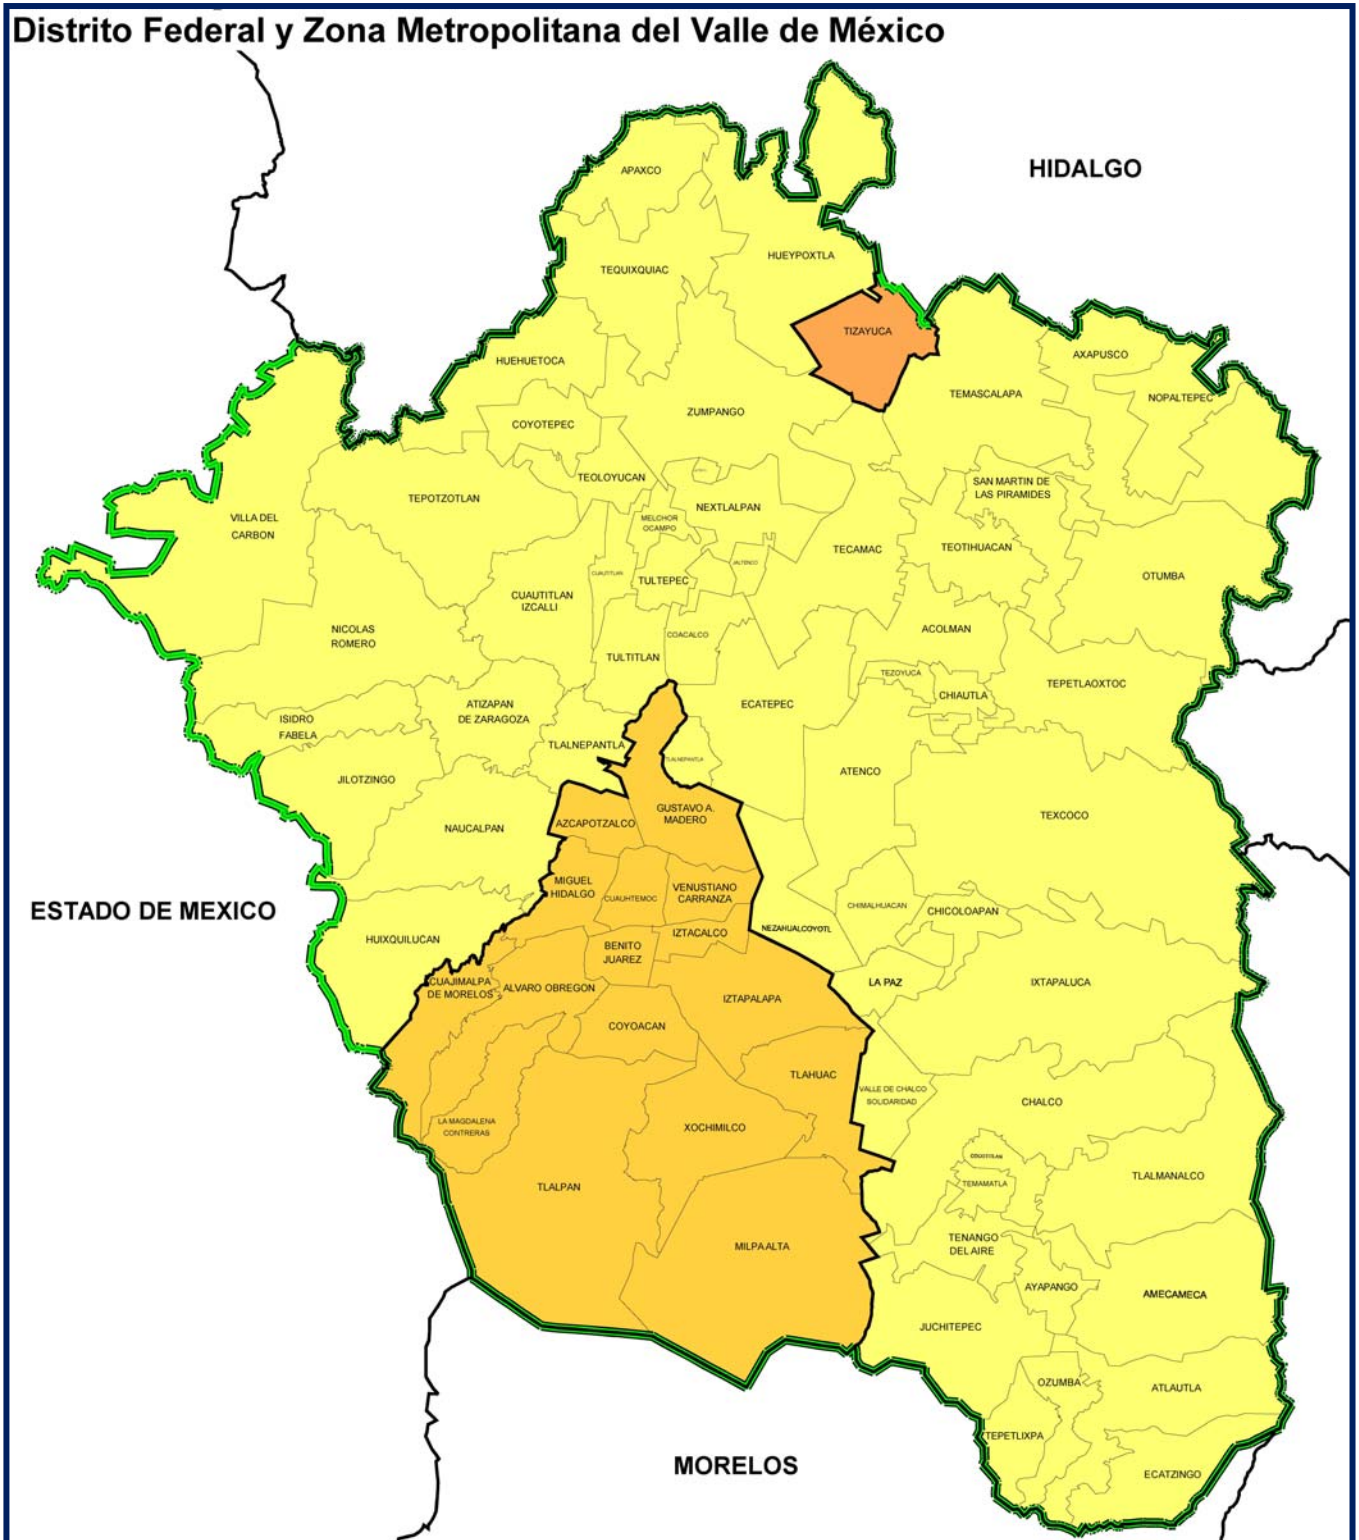 Distrito Federal y Zona Metropolitana del Valle de México
HIDALGO
APAXCO
HUEYPOXTLA
TEQUIXQUIAC
TIZAYUCA
AXAPUSCO
HUEHUETOCA
TEMASCALAPA
NOPALTEPEC
ZUMPANGO
COYOTEPEC
TEOLOYUCAN
SAN MARTIN DE
LAS PIRAMIDES
TEPOTZOTLAN
NEXTLALPAN
VILLA DEL
CARBON
MELCHOR
OCAMPO
TECAMAC
TEOTIHUACAN
JALTENCO
CUAUTITLAN
OTUMBA
TULTEPEC
CUAUTITLAN
IZCALLI
NICOLAS
ROMERO
ACOLMAN
COACALCO
TULTITLAN
TEZOYUCA
TEPETLAOXTOC
CHIAUTLA
ATIZAPAN
DE ZARAGOZA
ECATEPEC
ISIDRO
FABELA
TLALNEPANTLA
TLALNEPANTLA
ATENCO
JILOTZINGO
GUSTAVO A.
MADERO
TEXCOCO
AZCAPOTZALCO
NAUCALPAN
MIGUEL
HIDALGO
VENUSTIANO
CARRANZA
CUAUHTEMOC
CHIMALHUACAN
CHICOLOAPAN
ESTADO DE MEXICO
NEZAHUALCOYOTL
IZTACALCO
HUIXQUILUCAN
BENITO
JUAREZ
CUAJIMALPA
DE MORELOS
ALVARO OBREGON
LA PAZ
IXTAPALUCA
IZTAPALAPA
COYOACAN
TLAHUAC
VALLE DE CHALCO
SOLIDARIDAD
CHALCO
LA MAGDALENA
CONTRERAS
XOCHIMILCO
COCOTITLAN
TLALMANALCO
TEMAMATLA
TLALPAN
TENANGO
DEL AIRE
MILPA ALTA
AYAPANGO
AMECAMECA
JUCHITEPEC
OZUMBA
ATLAUTLA
TEPETLIXPA
MORELOS
ECATZINGO